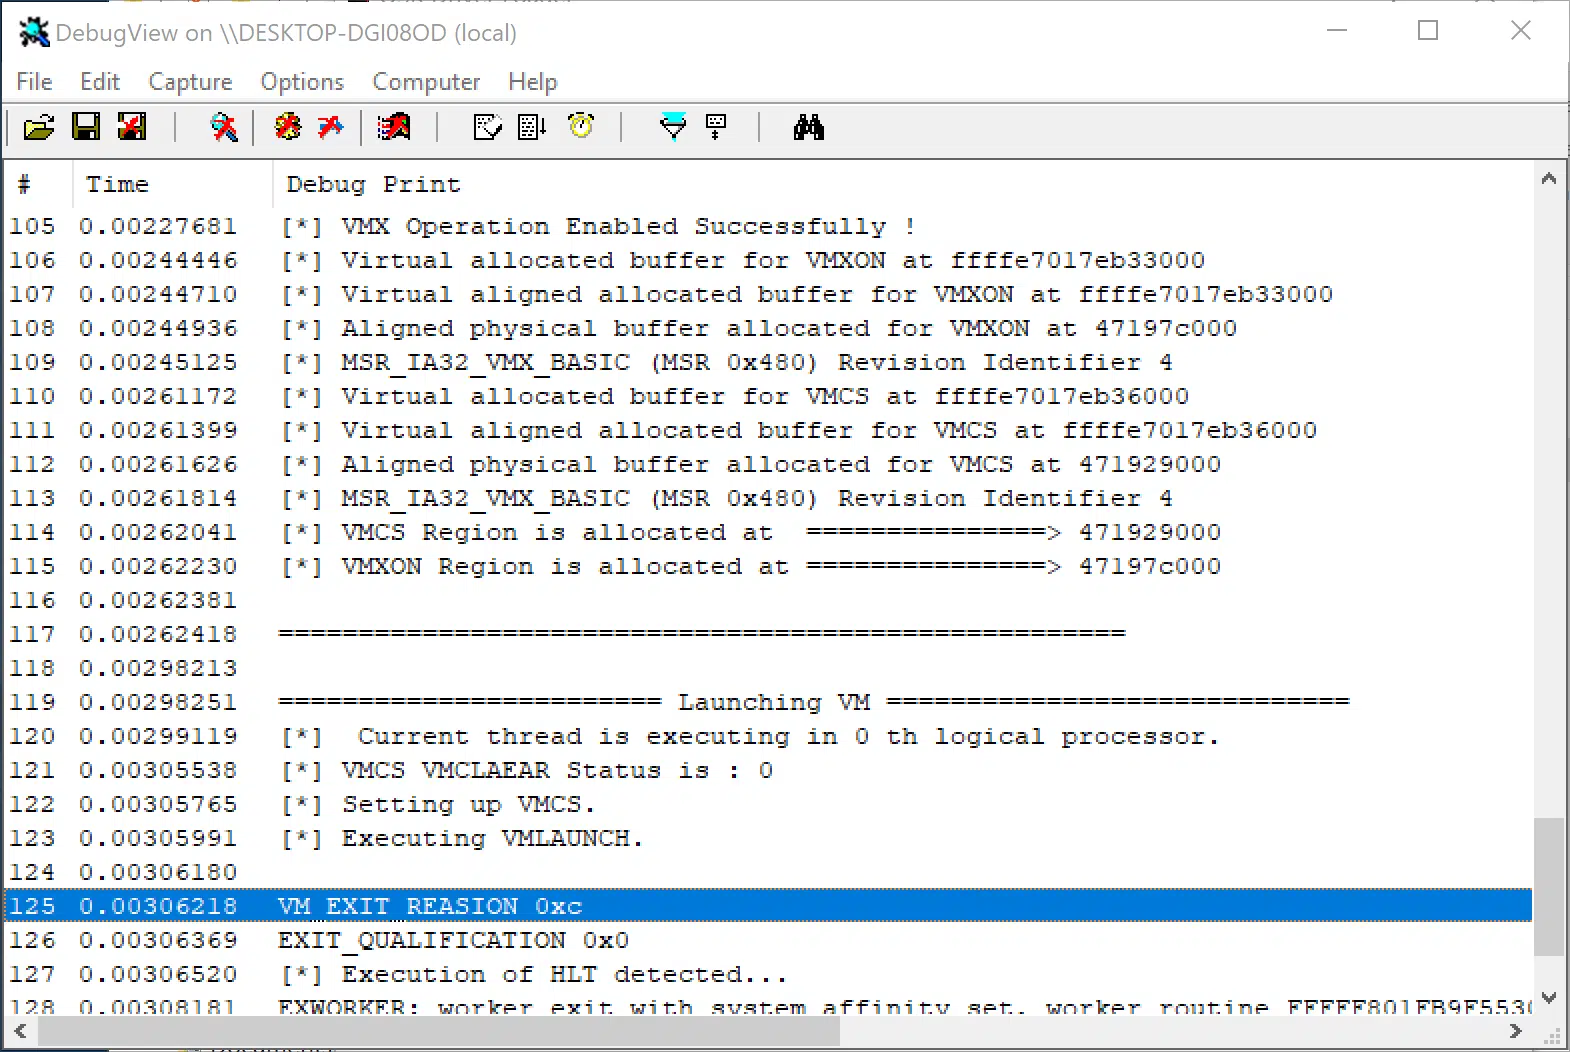 DebugView on \\DESKTOP-DGI08OD (local)
File Edit Capture Options Computer Help
# Time Debug Print
105 0.00227681 [*] VMX Operation Enabled Successfully !
106 0.00244446 [*] Virtual allocated buffer for VMXON at ffffe7017eb33000
107 0.00244710 [*] Virtual aligned allocated buffer for VMXON at ffffe7017eb33000
108 0.00244936 [*] Aligned physical buffer allocated for VMXON at 47197c000
109 0.00245125 [*] MSR_IA32_VMX_BASIC (MSR 0x480) Revision Identifier 4
110 0.00261172 [*] Virtual allocated buffer for VMCS at ffffe7017eb36000
111 0.00261399 [*] Virtual aligned allocated buffer for VMCS at ffffe7017eb36000
112 0.00261626 [*] Aligned physical buffer allocated for VMCS at 471929000
113 0.00261814 [*] MSR_IA32_VMX_BASIC (MSR 0x480) Revision Identifier 4
114 0.00262041 [*] VMCS Region is allocated at  ===============> 471929000
115 0.00262230 [*] VMXON Region is allocated at ===============> 47197c000
116 0.00262381
117 0.00262418 =====================================================
118 0.00298213
119 0.00298251 ======================== Launching VM =============================
120 0.00299119 [*]  Current thread is executing in 0 th logical processor.
121 0.00305538 [*] VMCS VMCLAEAR Status is : 0
122 0.00305765 [*] Setting up VMCS.
123 0.00305991 [*] Executing VMLAUNCH.
124 0.00306180
125 0.00306218 VM_EXIT_REASION 0xc
126 0.00306369 EXIT_QUALIFICATION 0x0
127 0.00306520 [*] Execution of HLT detected...
128 0.00308181 EXWORKER: worker exit with system affinity set, worker routine FFFFF801FB9F5530